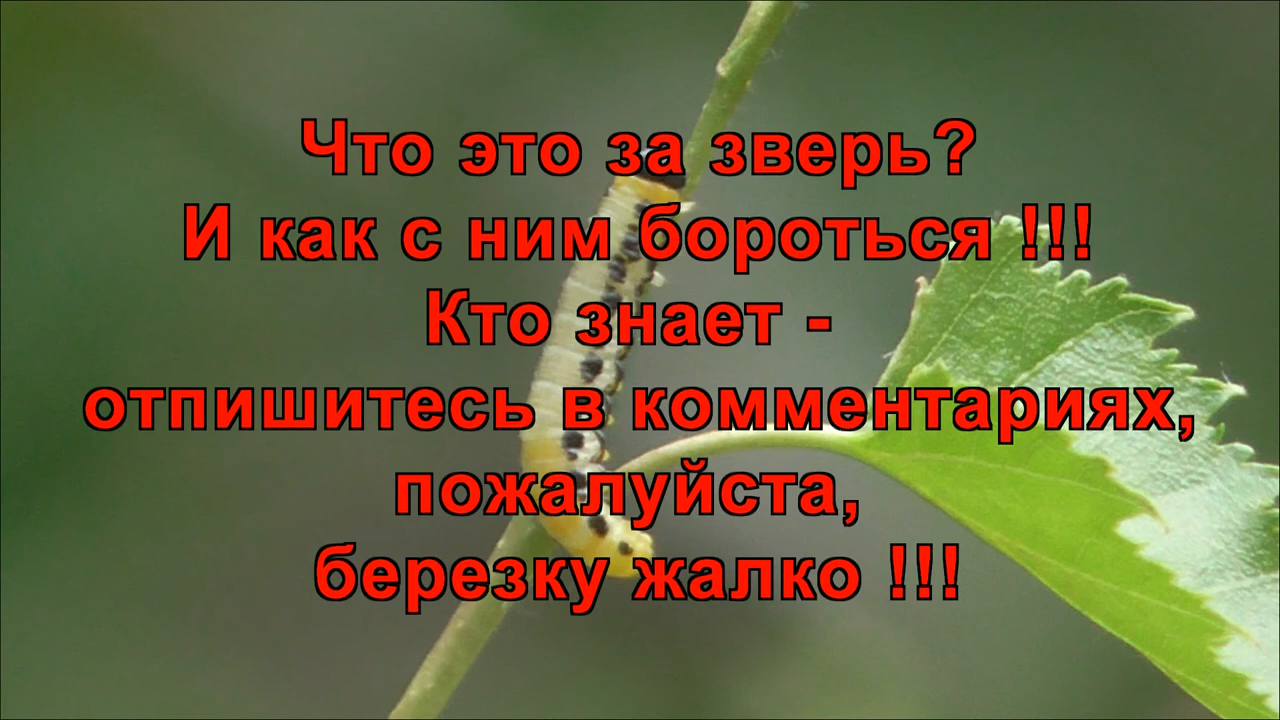 Что это за зверь?
И как с ним бороться !!!
Кто знает -
отпишитесь в комментариях,
пожалуйста,
березку жалко !!!